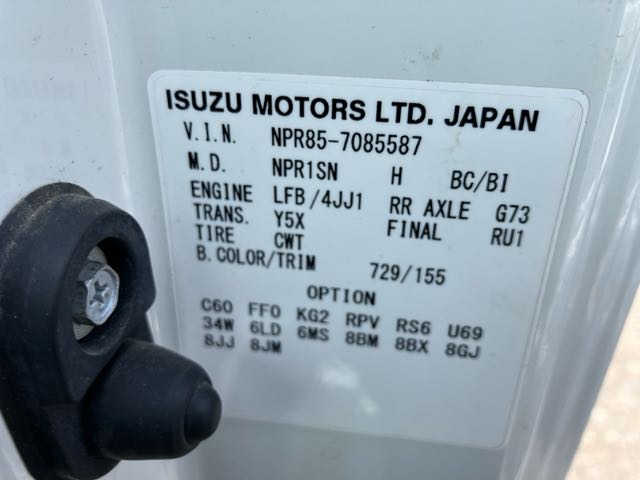 ISUZU MOTORS LTD. JAPAN
V.I.N. NPR85-7085587
M.D. NPR1SN H BC/BI
ENGINE LFB/4JJ1 RR AXLE G73
TRANS. Y5X FINAL RU1
TIRE CWT
B.COLOR/TRIM 729/155
OPTION
C60 FF0 KG2 RPV RS6 U69
34W 6LD 6MS 8BM 8BX 8GJ
8JJ 8JM